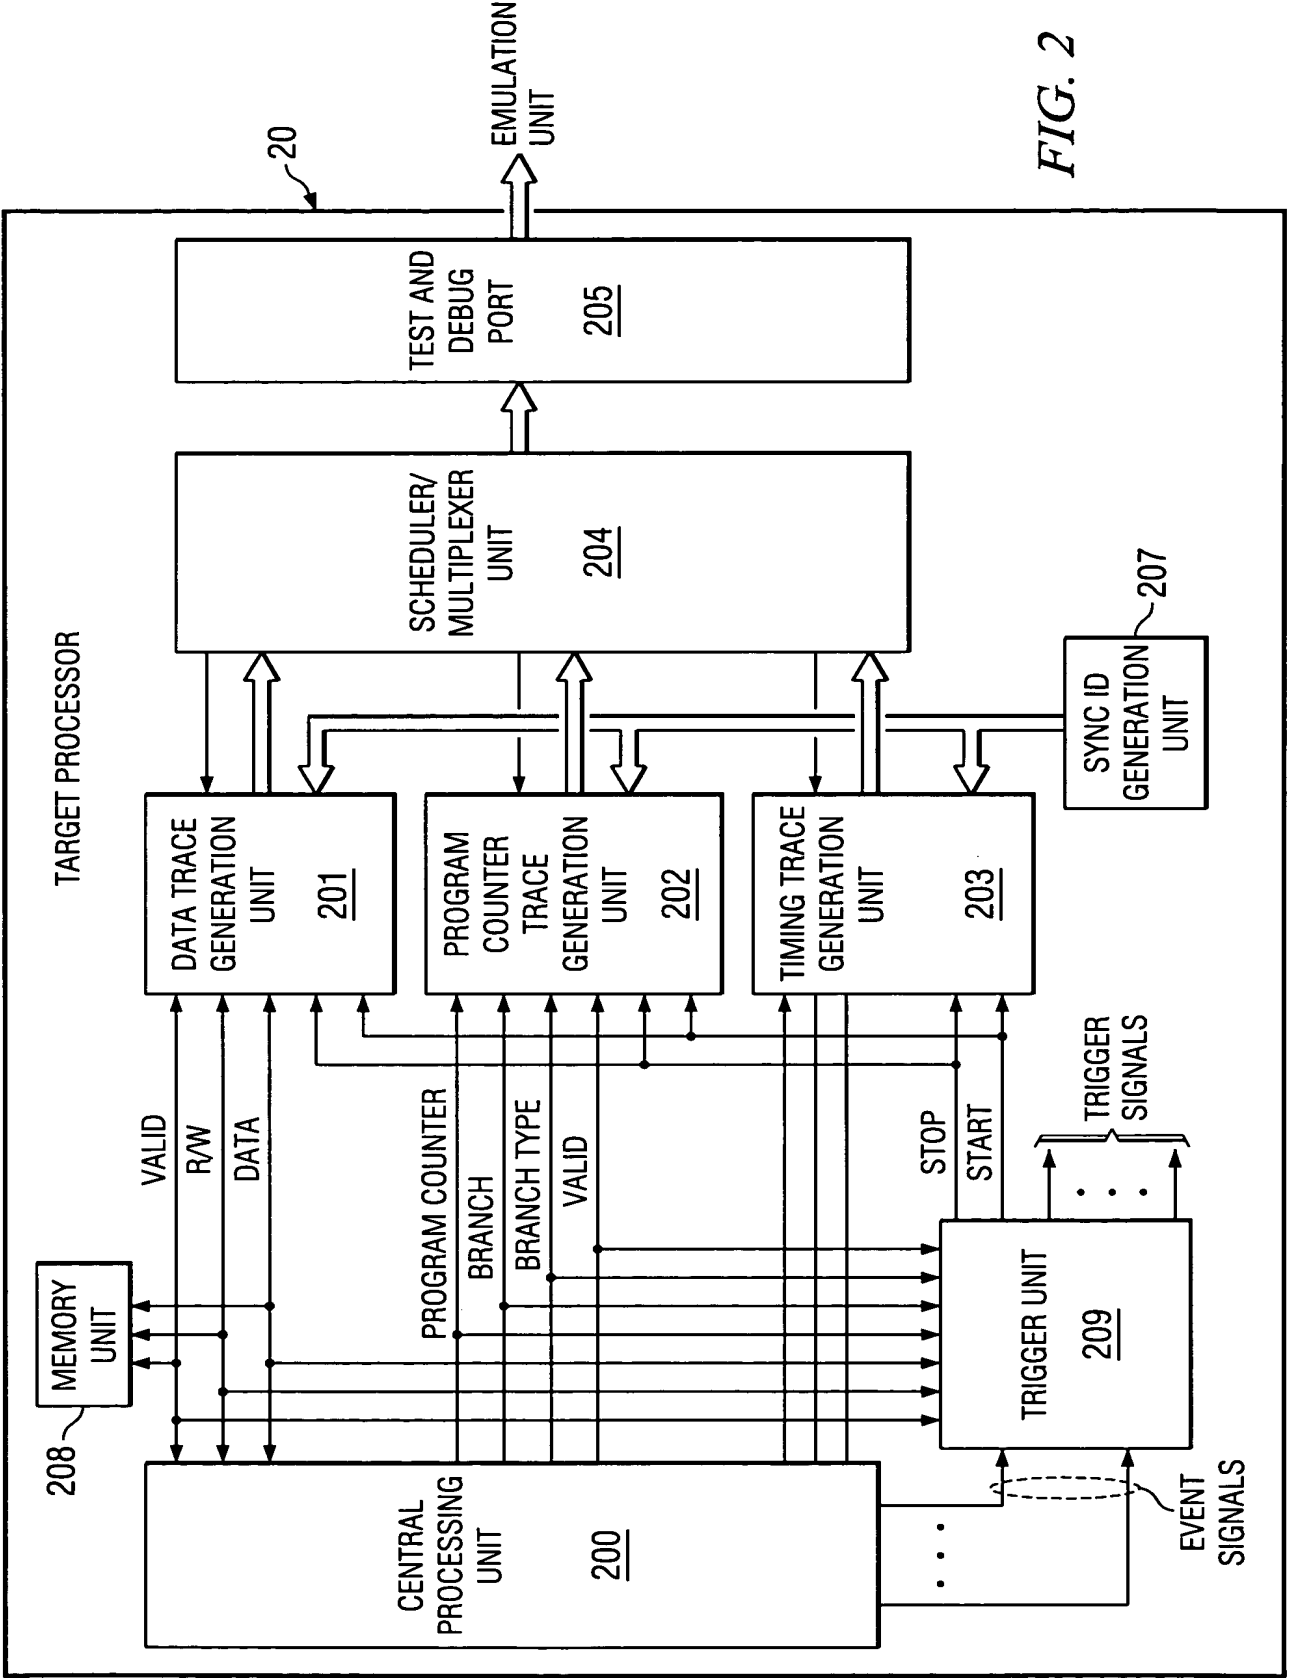 TARGET PROCESSOR
20
208
MEMORY
UNIT
CENTRAL
PROCESSING
UNIT
200
VALID
R/W
DATA
PROGRAM COUNTER
BRANCH
BRANCH TYPE
VALID
STOP
START
DATA TRACE
GENERATION
UNIT
201
PROGRAM
COUNTER
TRACE
GENERATION
UNIT
202
TIMING TRACE
GENERATION
UNIT
203
SCHEDULER/
MULTIPLEXER
UNIT
204
TEST AND
DEBUG
PORT
205
EMULATION
UNIT
EVENT
SIGNALS
TRIGGER UNIT
209
TRIGGER
SIGNALS
SYNC ID
GENERATION
UNIT
207
FIG. 2